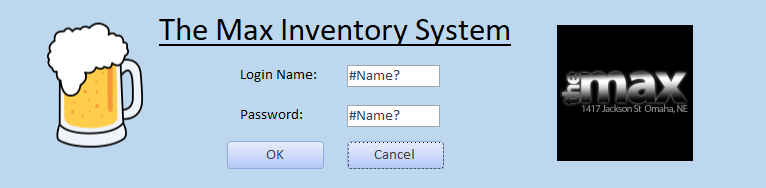 The Max Inventory System
Login Name: #Name?
Password: #Name?
OK Cancel
the max
1417 Jackson St Omaha, NE